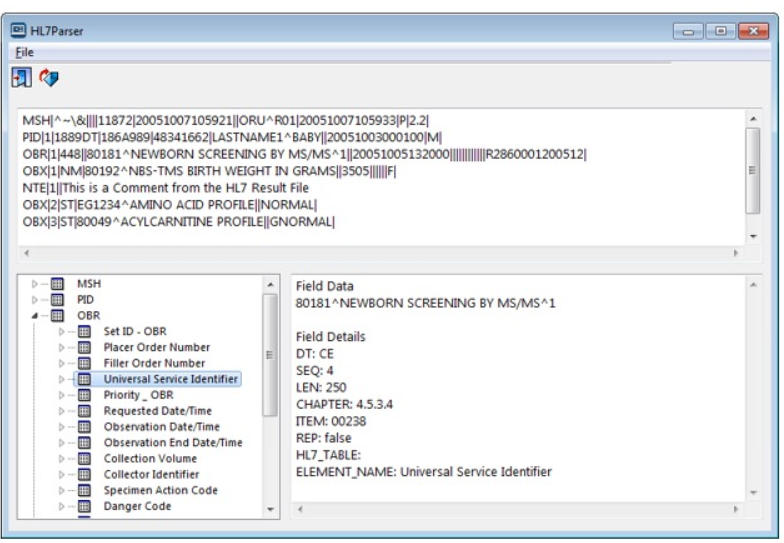 HL7Parser
File
MSH|^~\&||||11872|20051007105921||ORU^R01|20051007105933|P|2.2|
PID|1|1889DT|186A989|48341662|LASTNAME1^BABY||20051003000100|M|
OBR|1|448||80181^NEWBORN SCREENING BY MS/MS^1||20051005132000||||||||||||R2860001200512|
OBX|1|NM|80192^NBS-TMS BIRTH WEIGHT IN GRAMS||3505||||||F|
NTE|1||This is a Comment from the HL7 Result File
OBX|2|ST|EG1234^AMINO ACID PROFILE||NORMAL|
OBX|3|ST|80049^ACYLCARNITINE PROFILE||GNORMAL|
MSH
PID
OBR
Set ID - OBR
Placer Order Number
Filler Order Number
Universal Service Identifier
Priority _ OBR
Requested Date/Time
Observation Date/Time
Observation End Date/Time
Collection Volume
Collector Identifier
Specimen Action Code
Danger Code
Field Data
80181^NEWBORN SCREENING BY MS/MS^1
Field Details
DT: CE
SEQ: 4
LEN: 250
CHAPTER: 4.5.3.4
ITEM: 00238
REP: false
HL7_TABLE:
ELEMENT_NAME: Universal Service Identifier